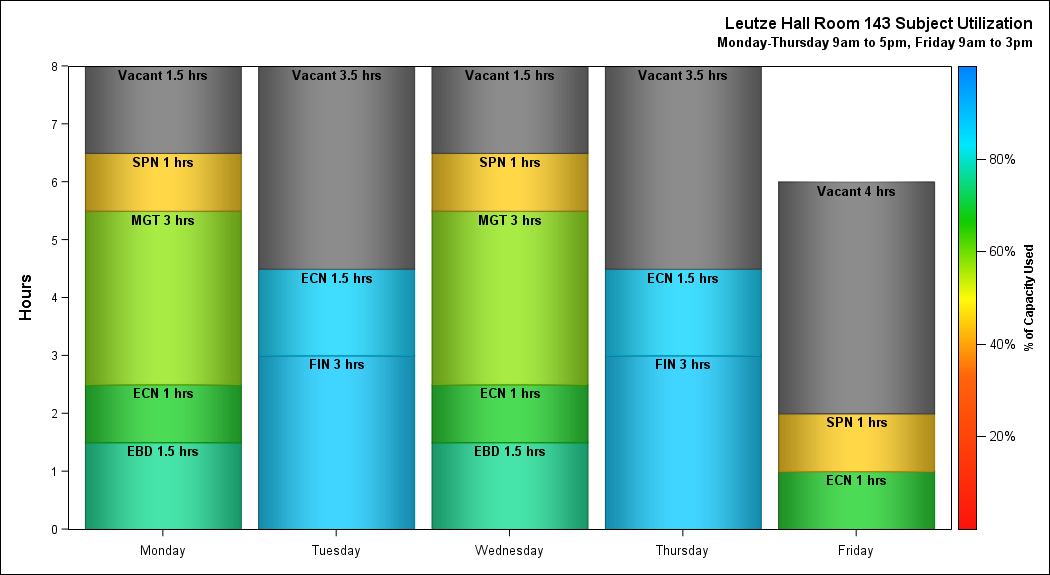 Leutze Hall Room 143 Subject Utilization
Monday-Thursday 9am to 5pm, Friday 9am to 3pm
Hours
8
7
6
5
4
3
2
1
0
Vacant 1.5 hrs
SPN 1 hrs
MGT 3 hrs
ECN 1 hrs
EBD 1.5 hrs
Vacant 3.5 hrs
ECN 1.5 hrs
FIN 3 hrs
Vacant 1.5 hrs
SPN 1 hrs
MGT 3 hrs
ECN 1 hrs
EBD 1.5 hrs
Vacant 3.5 hrs
ECN 1.5 hrs
FIN 3 hrs
Vacant 4 hrs
SPN 1 hrs
ECN 1 hrs
Monday Tuesday Wednesday Thursday Friday
80%
60%
40%
20%
% of Capacity Used